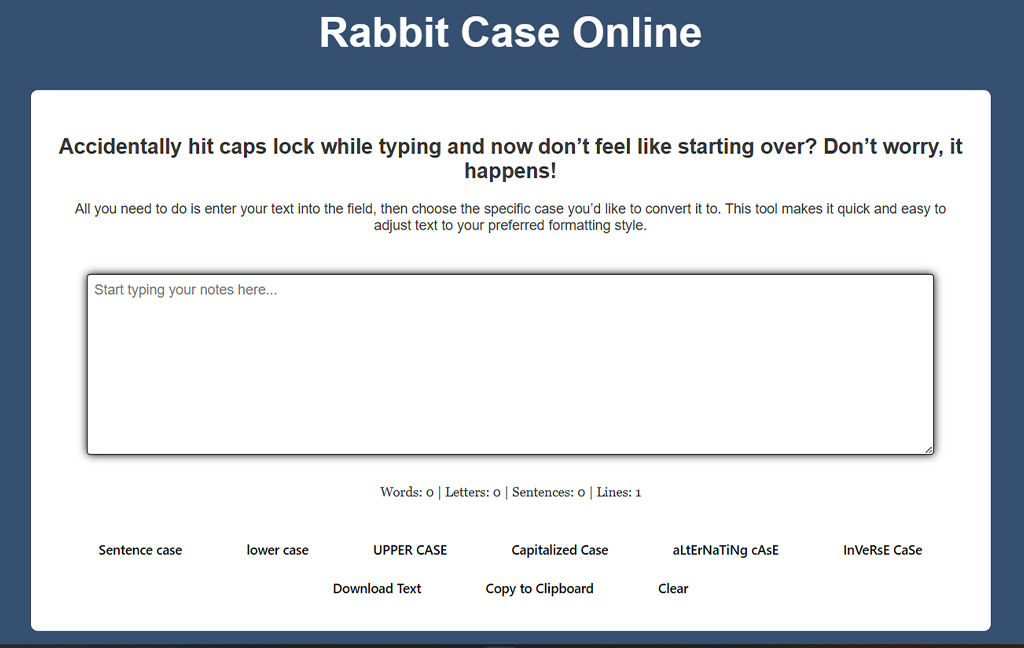 Rabbit Case Online
Accidentally hit caps lock while typing and now don’t feel like starting over? Don’t worry, it
happens!
All you need to do is enter your text into the field, then choose the specific case you’d like to convert it to. This tool makes it quick and easy to
adjust text to your preferred formatting style.
Start typing your notes here...
Words: 0 | Letters: 0 | Sentences: 0 | Lines: 1
Sentence case lower case UPPER CASE Capitalized Case aLtErNaTiNg cAsE InVeRsE CaSe
Download Text Copy to Clipboard Clear